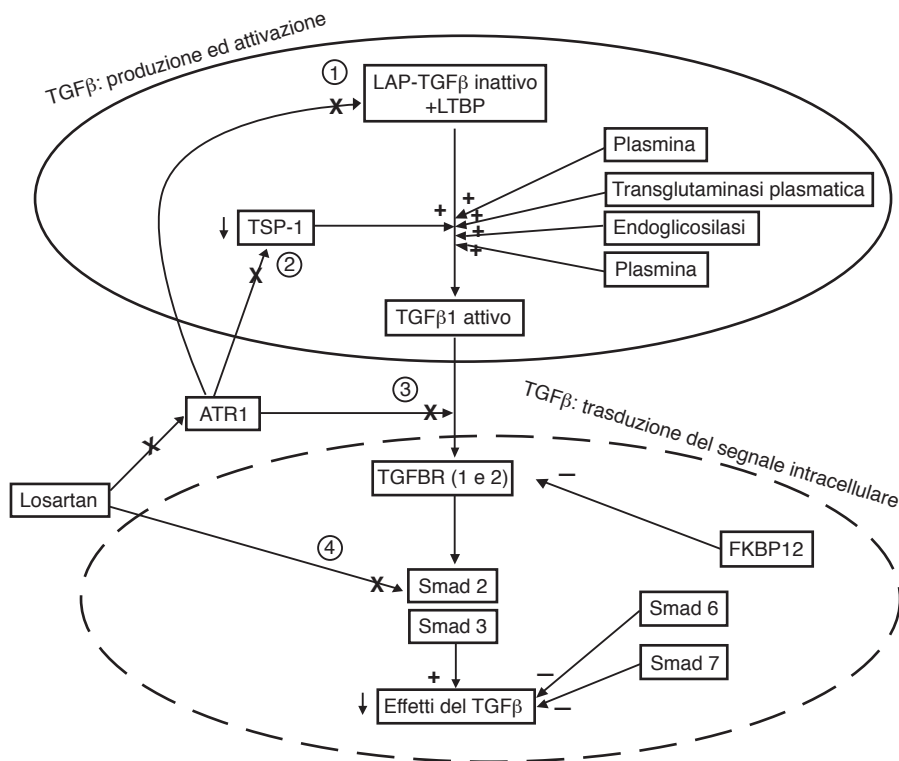 TGFβ: produzione ed attivazione
1
LAP-TGFβ inattivo
+LTBP
X
Plasmina
Transglutaminasi plasmatica
Endoglicosilasi
Plasmina
+
+
+
+
+
↓ TSP-1
X
2
TGFβ1 attivo
TGFβ: trasduzione del segnale intracellulare
ATR1
3
X
X
Losartan
TGFBR (1 e 2)
–
FKBP12
4
X
Smad 2
Smad 3
Smad 6
Smad 7
+
–
–
↓ Effetti del TGFβ